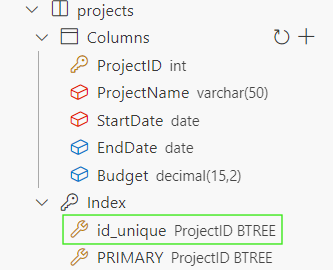 projects
Columns
ProjectID int
ProjectName varchar(50)
StartDate date
EndDate date
Budget decimal(15,2)
Index
id_unique ProjectID BTREE
PRIMARY ProjectID BTREE